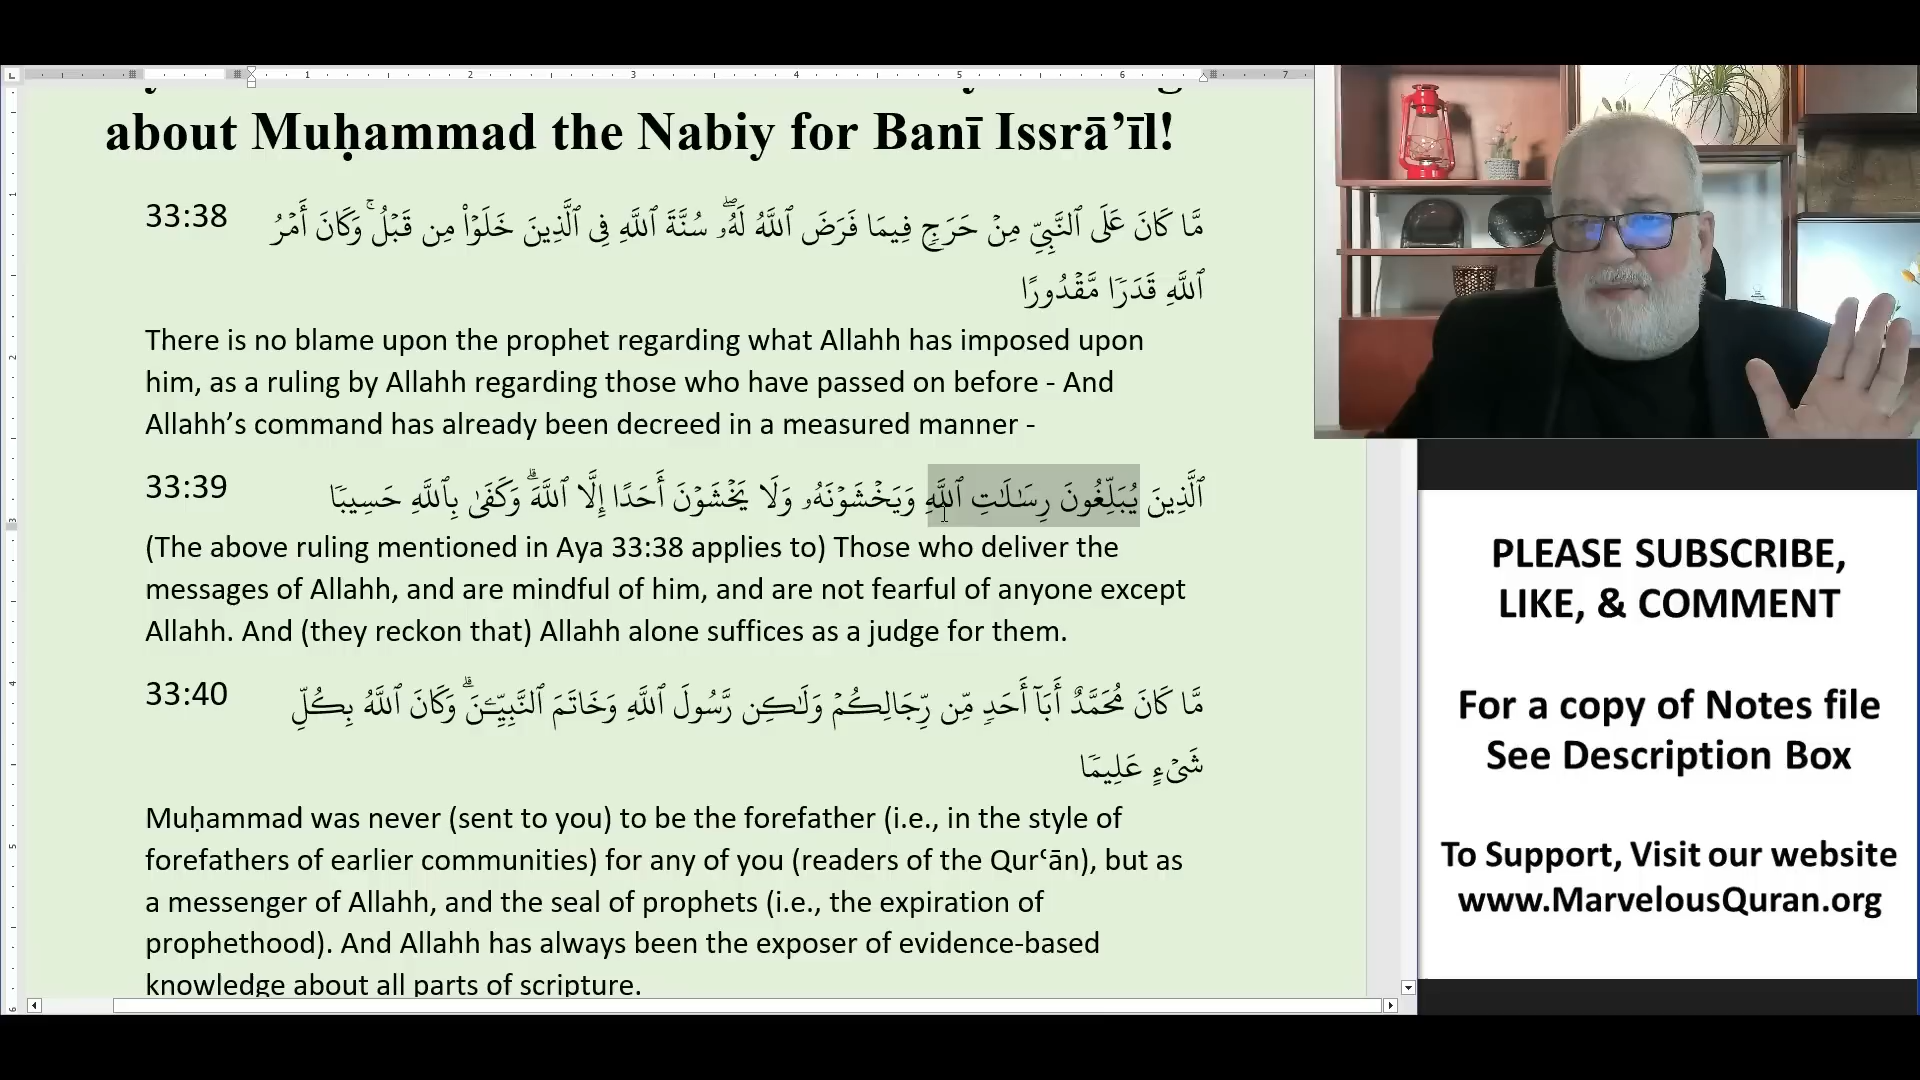 about Muḥammad the Nabiy for Banī Issrā’īl!
33:38
مَّا كَانَ عَلَى ٱلنَّبِيِّ مِنْ حَرَجٍۢ فِيمَا فَرَضَ ٱللَّهُ لَهُۥ ۖ سُنَّةَ ٱللَّهِ فِى ٱلَّذِينَ خَلَوْا۟ مِن قَبْلُ ۚ وَكَانَ أَمْرُ
ٱللَّهِ قَدَرًۭا مَّقْدُورًا
There is no blame upon the prophet regarding what Allahh has imposed upon
him, as a ruling by Allahh regarding those who have passed on before - And
Allahh’s command has already been decreed in a measured manner -
33:39
ٱلَّذِينَ يُبَلِّغُونَ رِسَـٰلَـٰتِ ٱللَّهِ وَيَخْشَوْنَهُۥ وَلَا يَخْشَوْنَ أَحَدًا إِلَّا ٱللَّهَ ۗ وَكَفَىٰ بِٱللَّهِ حَسِيبًۭا
(The above ruling mentioned in Aya 33:38 applies to) Those who deliver the
messages of Allahh, and are mindful of him, and are not fearful of anyone except
Allahh. And (they reckon that) Allahh alone suffices as a judge for them.
33:40
مَّا كَانَ مُحَمَّدٌ أَبَآ أَحَدٍۢ مِّن رِّجَالِكُمْ وَلَـٰكِن رَّسُولَ ٱللَّهِ وَخَاتَمَ ٱلنَّبِيِّـۧنَ ۗ وَكَانَ ٱللَّهُ بِكُلِّ
شَىْءٍ عَلِيمًۭا
Muḥammad was never (sent to you) to be the forefather (i.e., in the style of
forefathers of earlier communities) for any of you (readers of the Qurʿān), but as
a messenger of Allahh, and the seal of prophets (i.e., the expiration of
prophethood). And Allahh has always been the exposer of evidence-based
knowledge about all parts of scripture.
PLEASE SUBSCRIBE,
LIKE, & COMMENT
For a copy of Notes file
See Description Box
To Support, Visit our website
www.MarvelousQuran.org